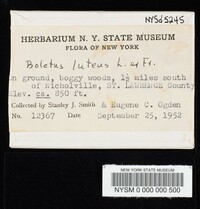 NYSd5245
HERBARIUM N. Y. STATE MUSEUM
FLORA OF NEW YORK
Boletus luteus L. ex Fr.
On ground, boggy woods, 1½ miles south
of Nicholville, ST. LAWRENCE COUNTY
Elev. ca. 850 ft.
Collected by Stanley J. Smith & Eugene C. Ogden
No. 12367 Date September 25, 1952
NEW YORK STATE MUSEUM
NYSM 0 000 000 500